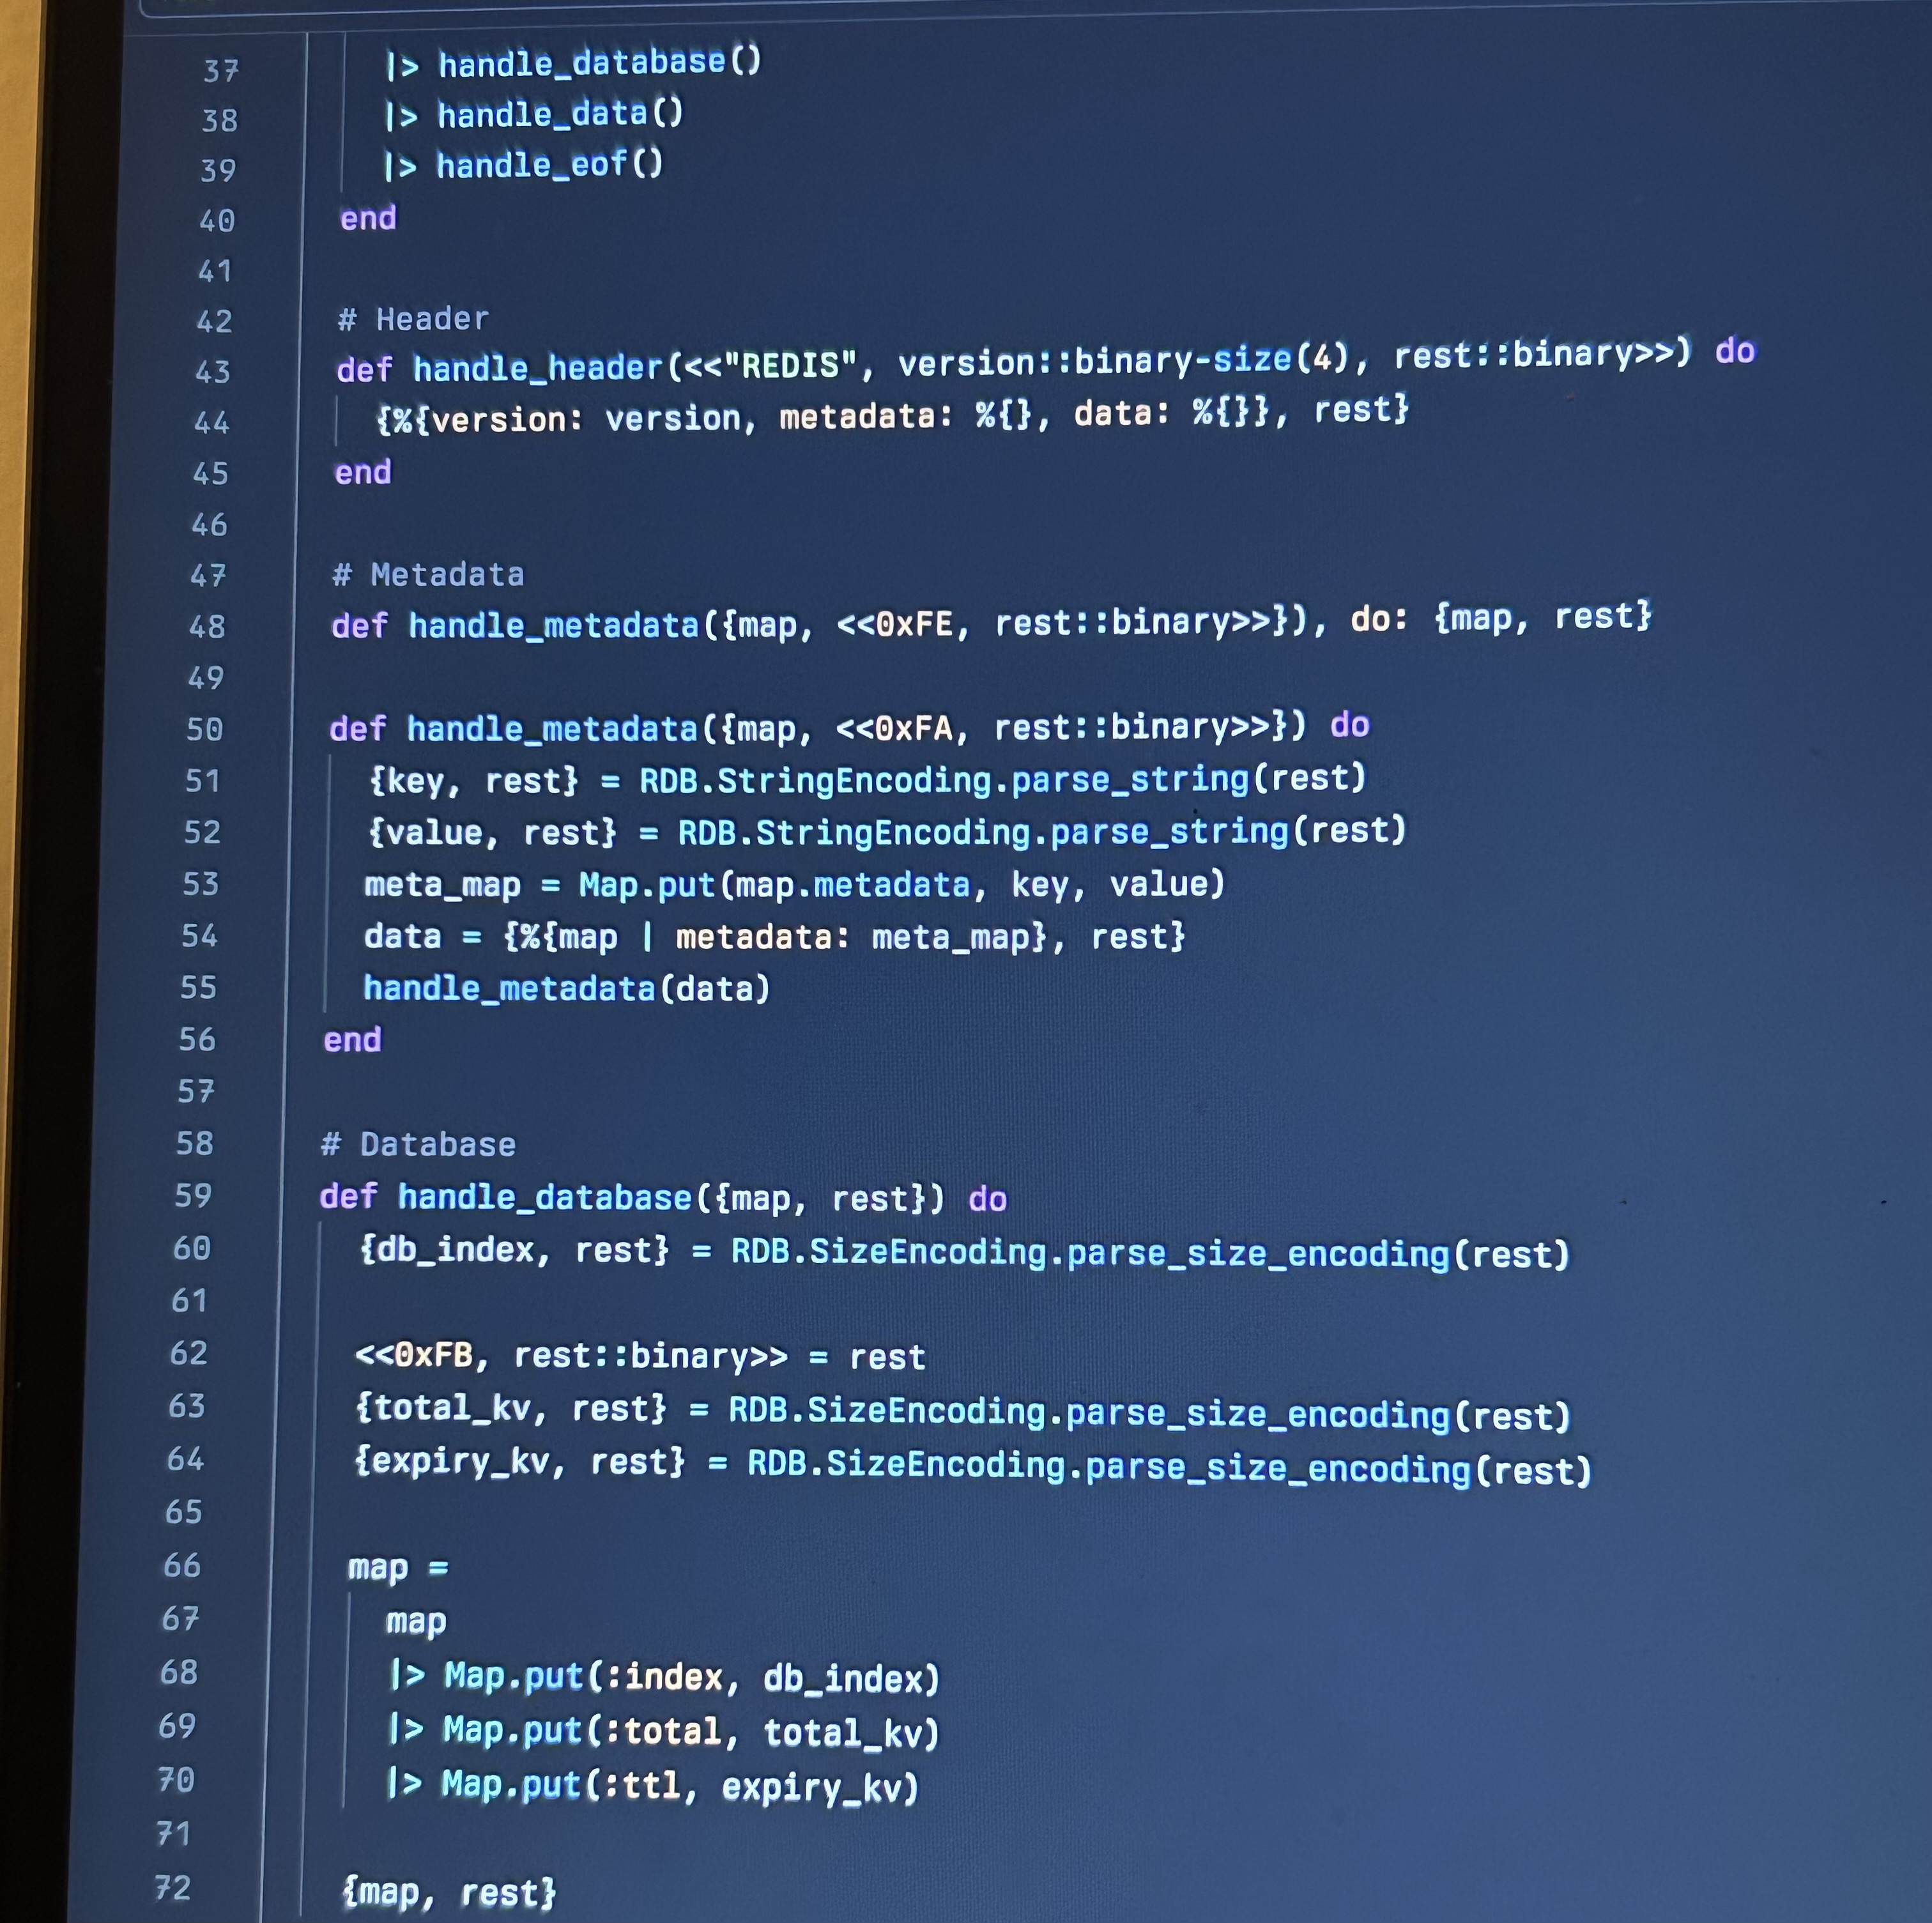 37 |> handle_database()
38 |> handle_data()
39 |> handle_eof()
40 end
41
42 # Header
43 def handle_header(<<"REDIS", version::binary-size(4), rest::binary>>) do
44 {%{version: version, metadata: %{}, data: %{}}, rest}
45 end
46
47 # Metadata
48 def handle_metadata({map, <<0xFE, rest::binary>>}), do: {map, rest}
49
50 def handle_metadata({map, <<0xFA, rest::binary>>}) do
51 {key, rest} = RDB.StringEncoding.parse_string(rest)
52 {value, rest} = RDB.StringEncoding.parse_string(rest)
53 meta_map = Map.put(map.metadata, key, value)
54 data = {%{map | metadata: meta_map}, rest}
55 handle_metadata(data)
56 end
57
58 # Database
59 def handle_database({map, rest}) do
60 {db_index, rest} = RDB.SizeEncoding.parse_size_encoding(rest)
61
62 <<0xFB, rest::binary>> = rest
63 {total_kv, rest} = RDB.SizeEncoding.parse_size_encoding(rest)
64 {expiry_kv, rest} = RDB.SizeEncoding.parse_size_encoding(rest)
65
66 map =
67 map
68 |> Map.put(:index, db_index)
69 |> Map.put(:total, total_kv)
70 |> Map.put(:ttl, expiry_kv)
71
72 {map, rest}